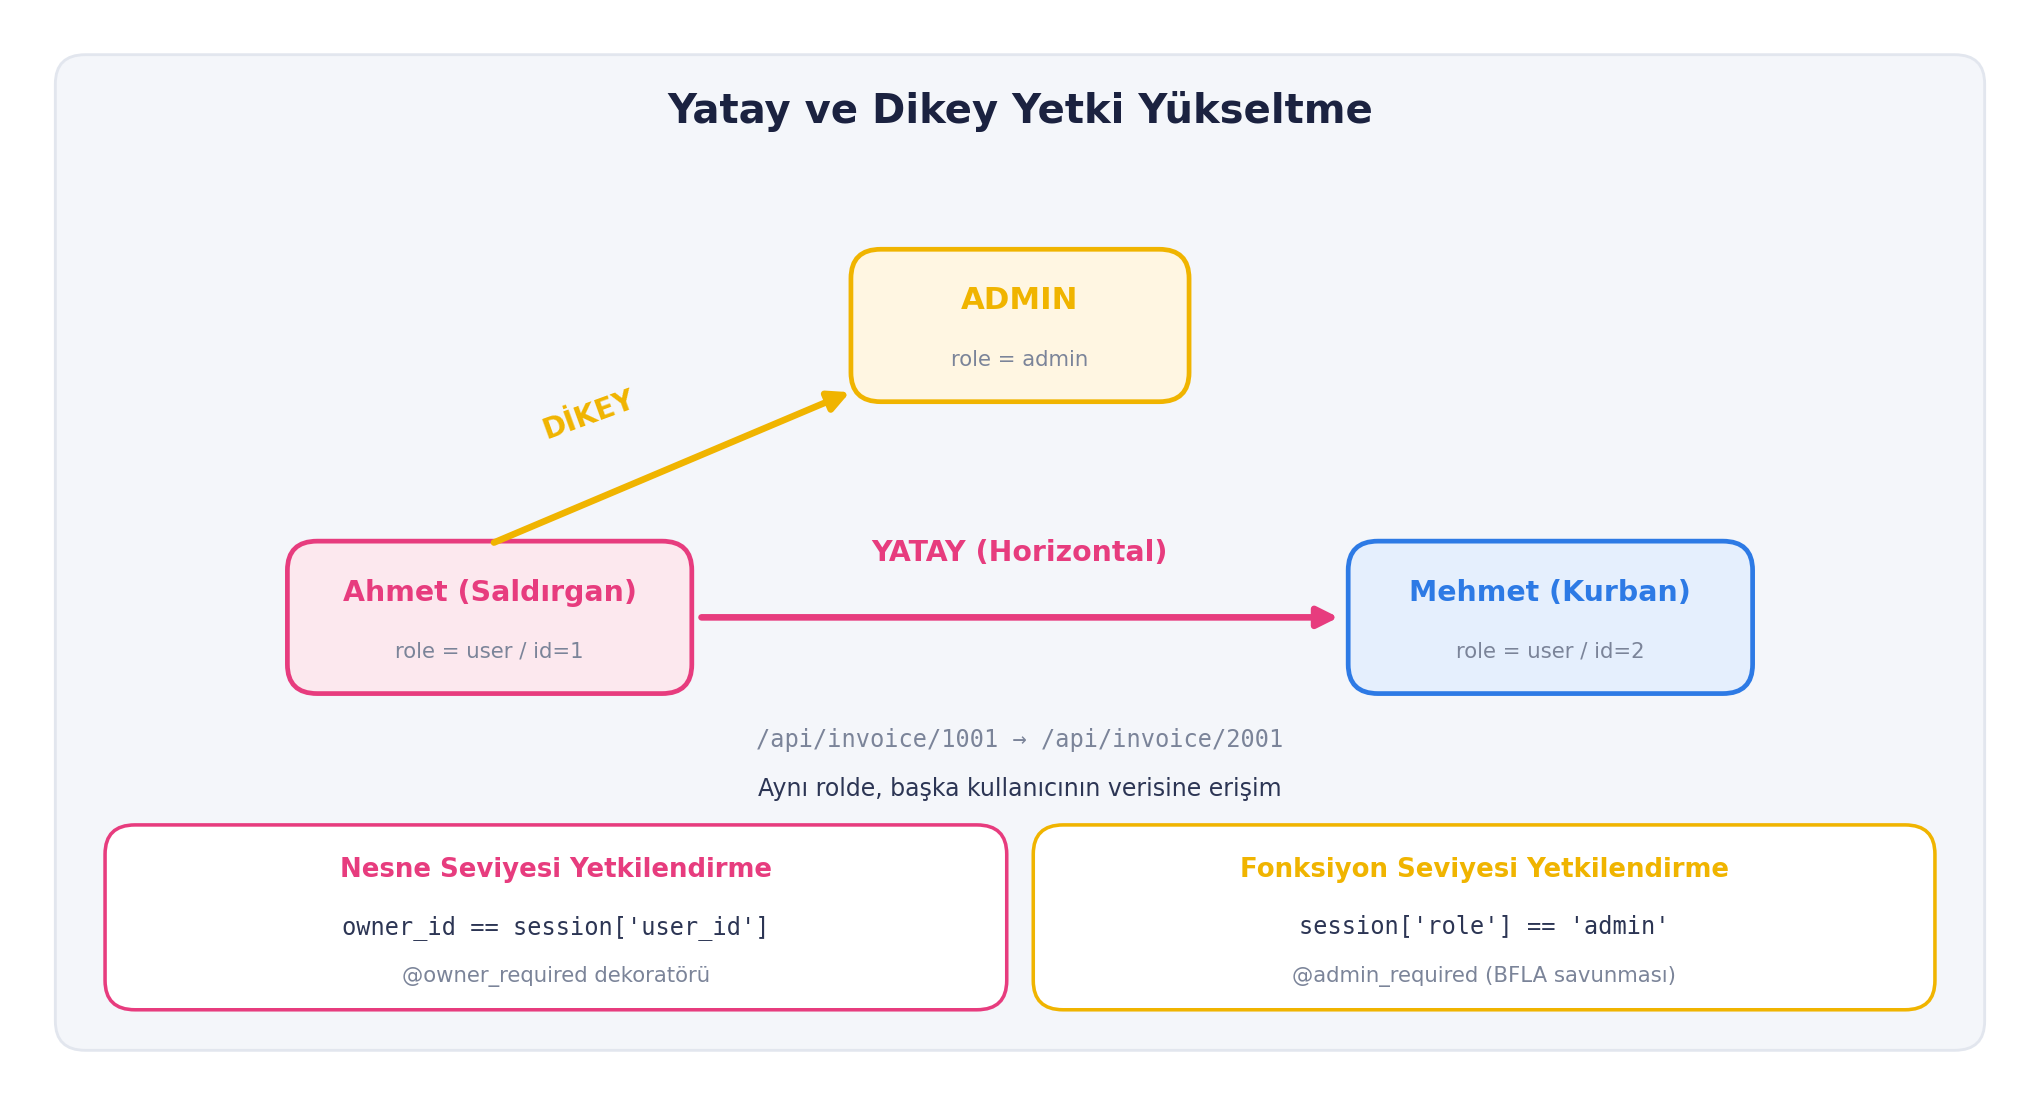 Yatay ve Dikey Yetki Yükseltme
ADMIN
role = admin
DİKEY
YATAY (Horizontal)
Ahmet (Saldırgan)
role = user / id=1
Mehmet (Kurban)
role = user / id=2
/api/invoice/1001 → /api/invoice/2001
Aynı rolde, başka kullanıcının verisine erişim
Nesne Seviyesi Yetkilendirme
owner_id == session['user_id']
@owner_required dekoratörü
Fonksiyon Seviyesi Yetkilendirme
session['role'] == 'admin'
@admin_required (BFLA savunması)